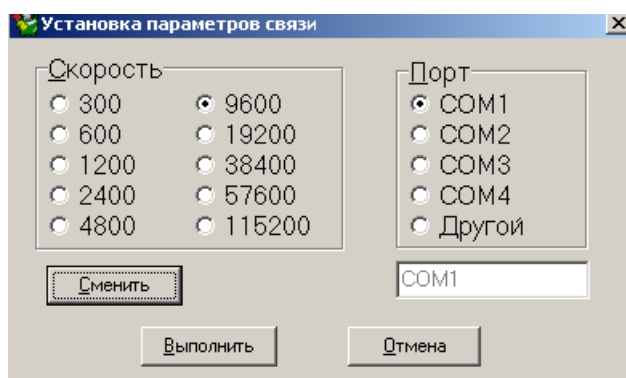 Установка параметров связи
Скорость
300
600
1200
2400
4800
9600
19200
38400
57600
115200
Порт
COM1
COM2
COM3
COM4
Другой
COM1
Сменить
Выполнить
Отмена